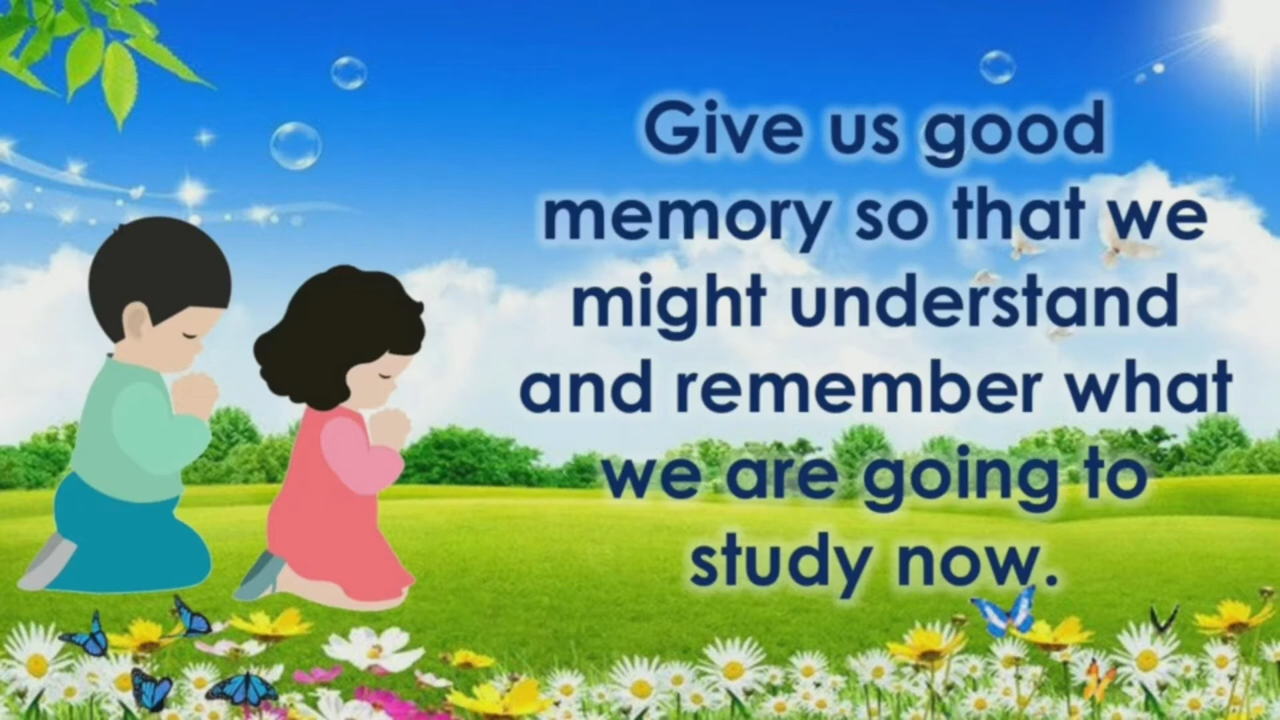 Give us good
memory so that we
might understand
and remember what
we are going to
study now.